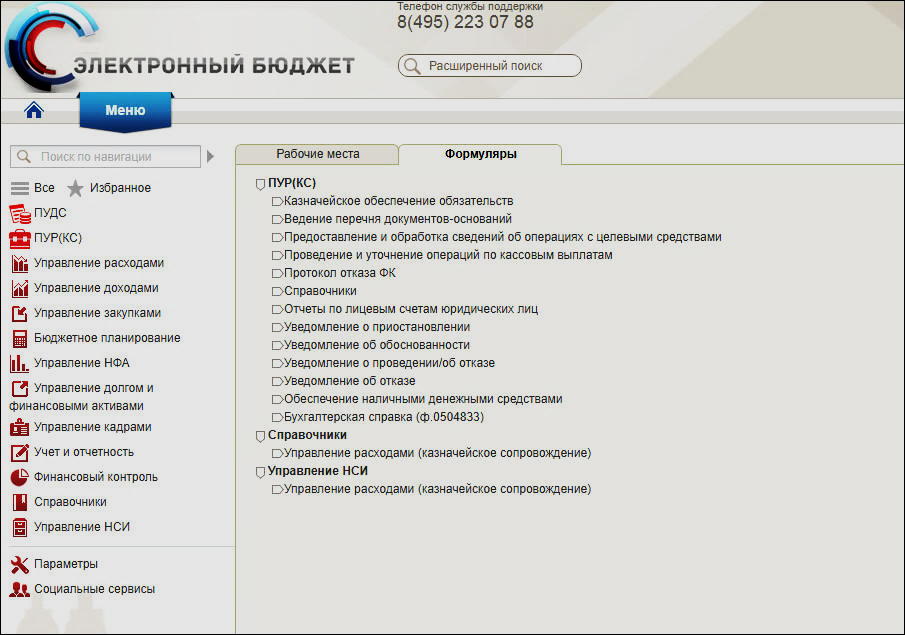 Телефон службы поддержки
8(495) 223 07 88
ЭЛЕКТРОННЫЙ БЮДЖЕТ
Расширенный поиск
Меню
Поиск по навигации
Все Избранное
ПУДС
ПУР(КС)
Управление расходами
Управление доходами
Управление закупками
Бюджетное планирование
Управление НФА
Управление долгом и
финансовыми активами
Управление кадрами
Учет и отчетность
Финансовый контроль
Справочники
Управление НСИ
Параметры
Социальные сервисы
Рабочие места
Формуляры
ПУР(КС)
Казначейское обеспечение обязательств
Ведение перечня документов-оснований
Предоставление и обработка сведений об операциях с целевыми средствами
Проведение и уточнение операций по кассовым выплатам
Протокол отказа ФК
Справочники
Отчеты по лицевым счетам юридических лиц
Уведомление о приостановлении
Уведомление об обоснованности
Уведомление о проведении/об отказе
Уведомление об отказе
Обеспечение наличными денежными средствами
Бухгалтерская справка (ф.0504833)
Справочники
Управление расходами (казначейское сопровождение)
Управление НСИ
Управление расходами (казначейское сопровождение)